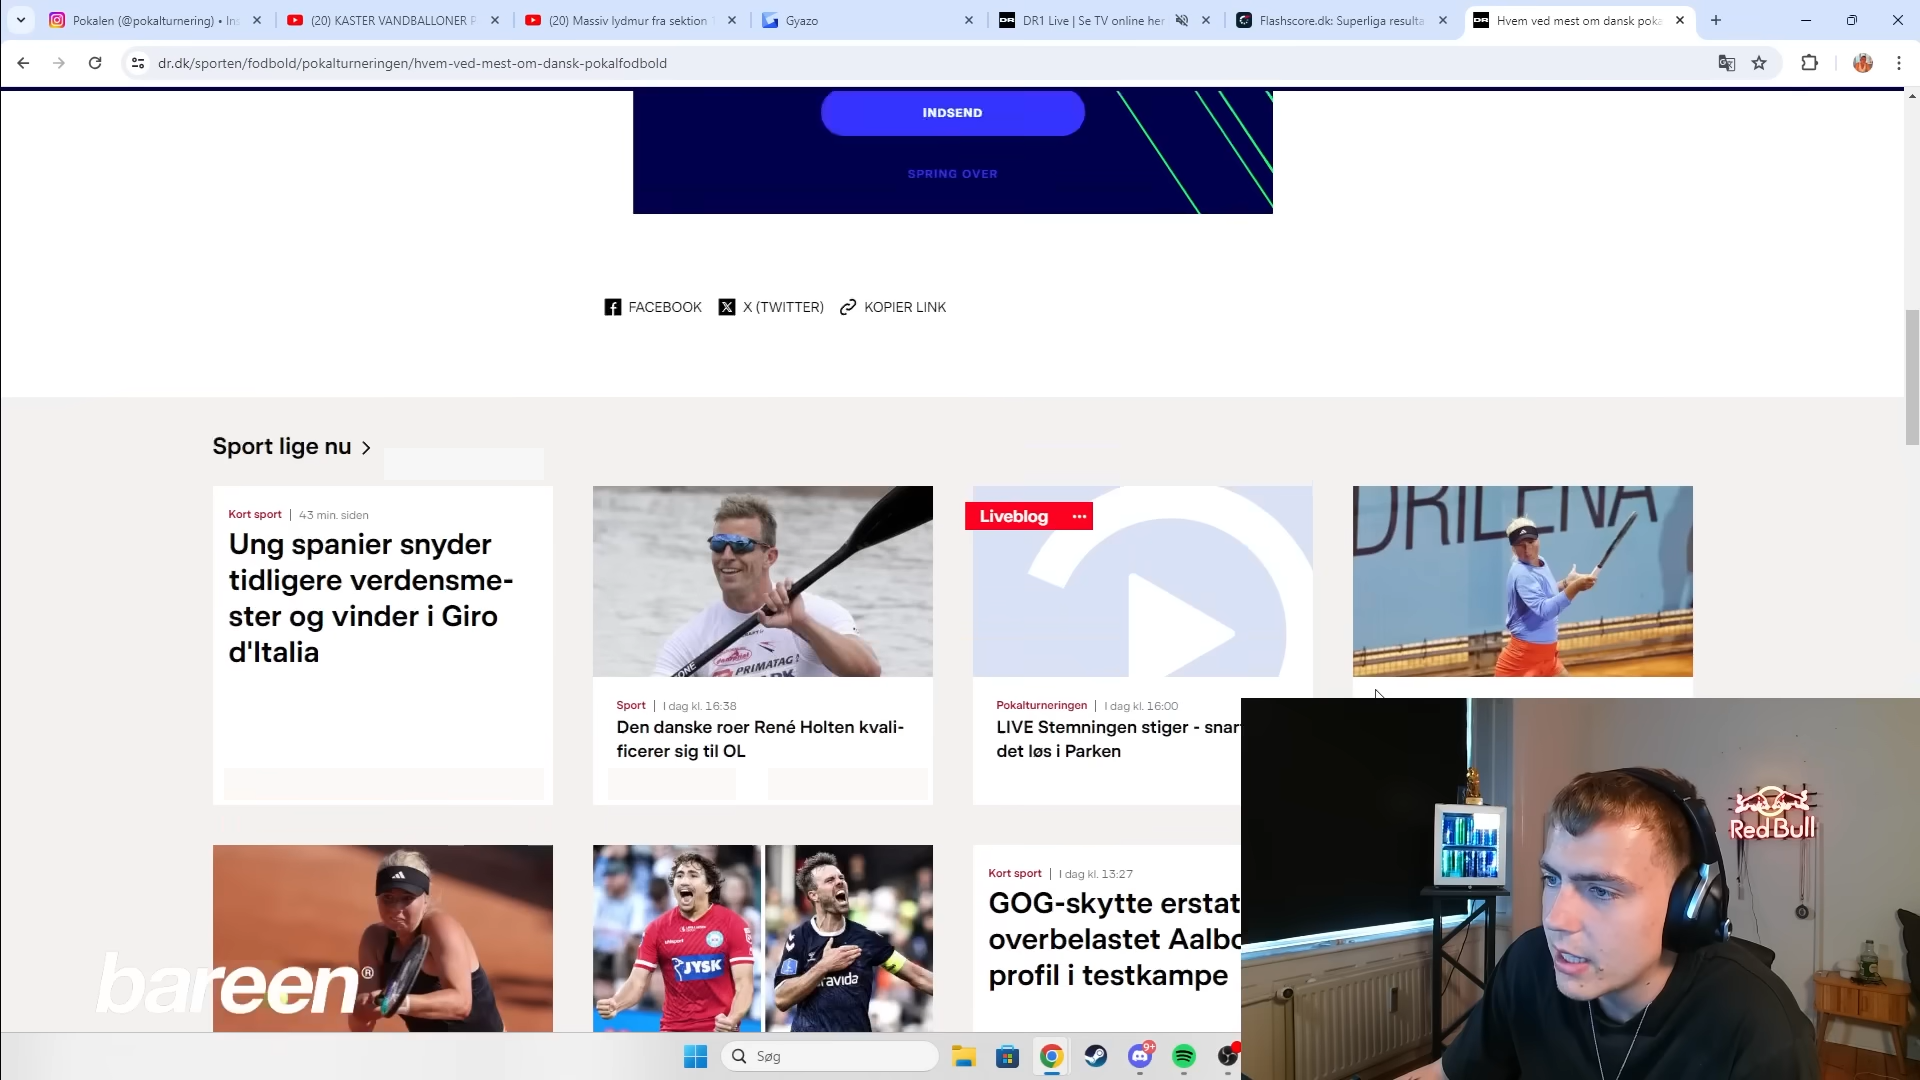 Pokalen (@pokalturnering) • Ins
(20) KASTER VANDBALLONER P
(20) Massiv lydmur fra sektion
Gyazo
DR1 Live | Se TV online her
Flashscore.dk: Superliga resulta
Hvem ved mest om dansk poka
dr.dk/sporten/fodbold/pokalturneringen/hvem-ved-mest-om-dansk-pokalfodbold
INDSEND
SPRING OVER
FACEBOOK
X (TWITTER)
KOPIER LINK
Sport lige nu
Kort sport | 43 min. siden
Ung spanier snyder
tidligere verdensme-
ster og vinder i Giro
d'Italia
Sport | I dag kl. 16:38
Den danske roer René Holten kvali-
ficerer sig til OL
Liveblog
Pokalturneringen | I dag kl. 16:00
LIVE Stemningen stiger - snar
det løs i Parken
DRILENA
PRIMATAG
Red Bull
JYSK
Kort sport | I dag kl. 13:27
GOG-skytte erstat
overbelastet Aalbo
profil i testkampe
bareen®
Søg
9+